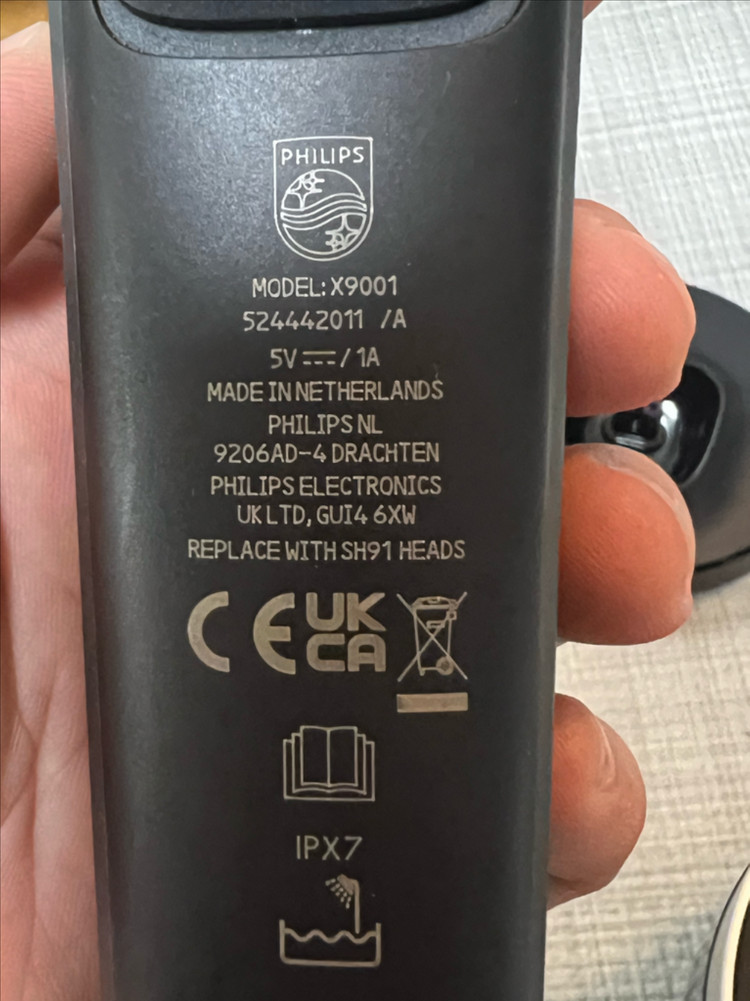 PHILIPS
MODEL: X9001
524442011 /A
5V ⎓ / 1A
MADE IN NETHERLANDS
PHILIPS NL
9206AD-4 DRACHTEN
PHILIPS ELECTRONICS
UK LTD, GU14 6XW
REPLACE WITH SH91 HEADS
CE UK
CA
IPX7